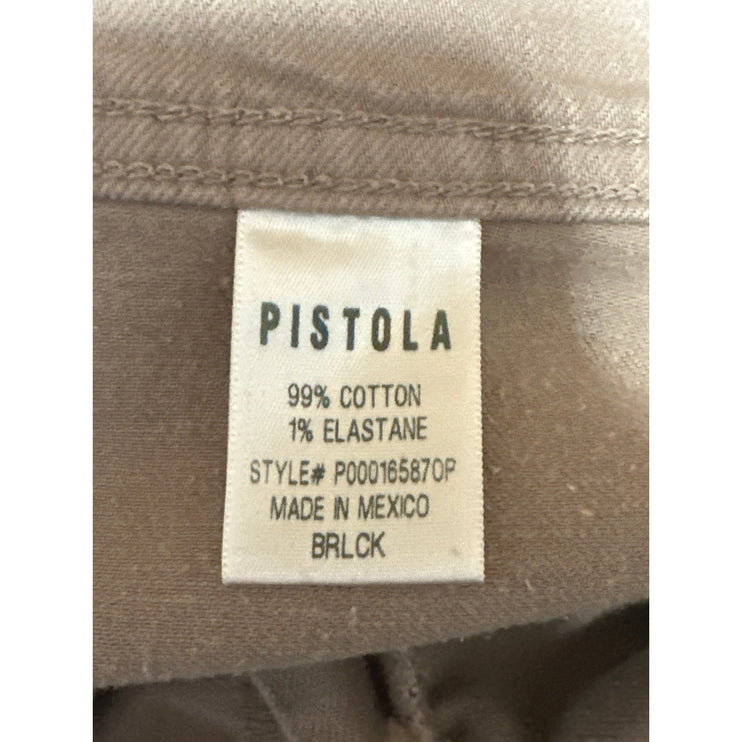 PISTOLA
99% COTTON
1% ELASTANE
STYLE# P00016587OP
MADE IN MEXICO
BRLCK